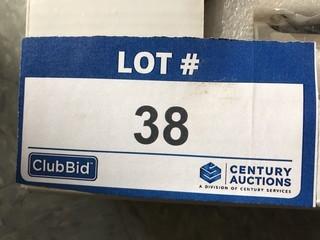 LOT #
38
ClubBid
CENTURY
AUCTIONS
A DIVISION OF CENTURY SERVICES